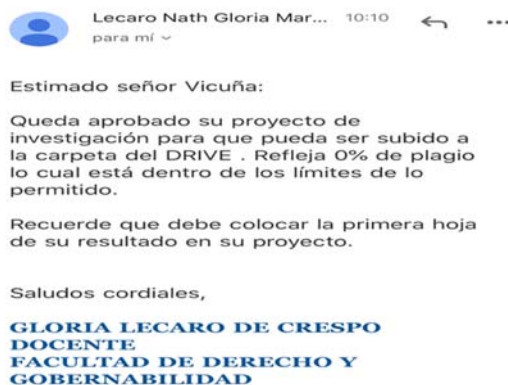 Lecaro Nath Gloria Mar... 10:10
para mí
Estimado señor Vicuña:
Queda aprobado su proyecto de
investigación para que pueda ser subido a
la carpeta del DRIVE . Refleja 0% de plagio
lo cual está dentro de los límites de lo
permitido.
Recuerde que debe colocar la primera hoja
de su resultado en su proyecto.
Saludos cordiales,
GLORIA LECARO DE CRESPO
DOCENTE
FACULTAD DE DERECHO Y
GOBERNABILIDAD